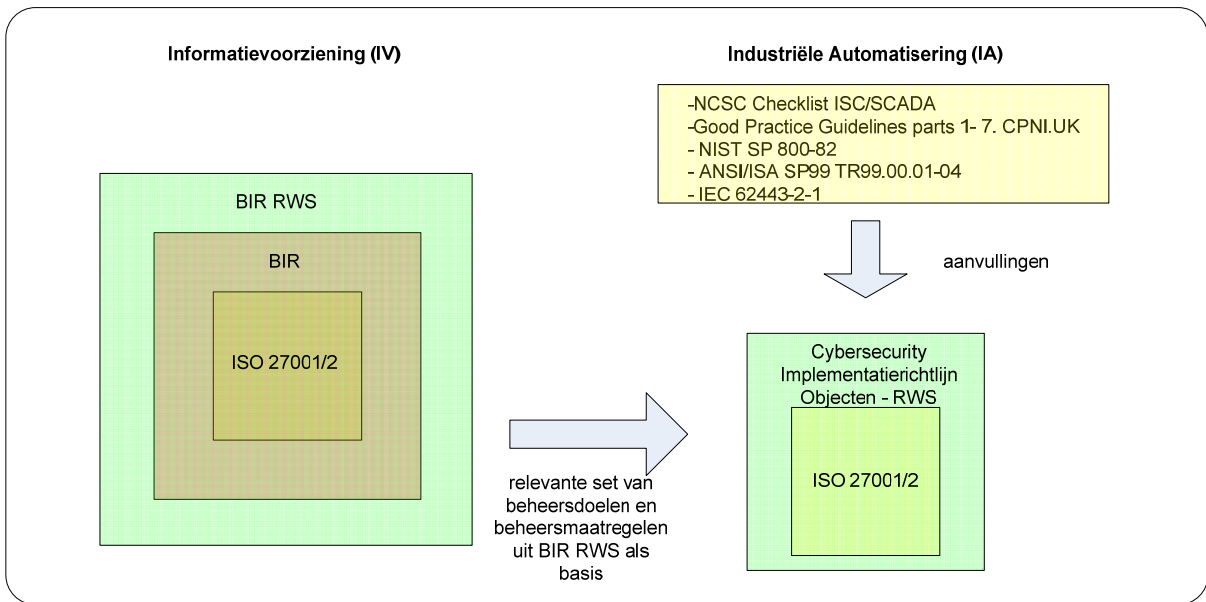 Informatievoorziening (IV)
BIR RWS
BIR
ISO 27001/2
relevante set van
beheersdoelen en
beheersmaatregelen
uit BIR RWS als
basis
Industriële Automatisering (IA)
-NCSC Checklist ISC/SCADA
-Good Practice Guidelines parts 1- 7. CPNI.UK
- NIST SP 800-82
- ANSI/ISA SP99 TR99.00.01-04
- IEC 62443-2-1
aanvullingen
Cybersecurity
Implementatierichtlijn
Objecten - RWS
ISO 27001/2